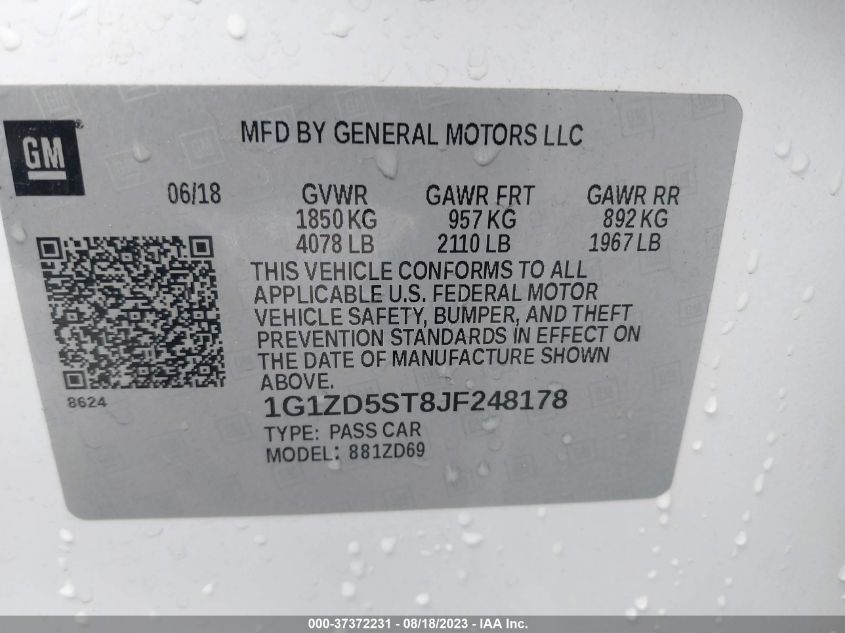 MFD BY GENERAL MOTORS LLC
GM
06/18 GVWR GAWR FRT GAWR RR
1850 KG 957 KG 892 KG
4078 LB 2110 LB 1967 LB
THIS VEHICLE CONFORMS TO ALL
APPLICABLE U.S. FEDERAL MOTOR
VEHICLE SAFETY, BUMPER, AND THEFT
PREVENTION STANDARDS IN EFFECT ON
THE DATE OF MANUFACTURE SHOWN
ABOVE.
8624
1G1ZD5ST8JF248178
TYPE: PASS CAR
MODEL: 881ZD69
000-37372231 - 08/18/2023 - IAA Inc.